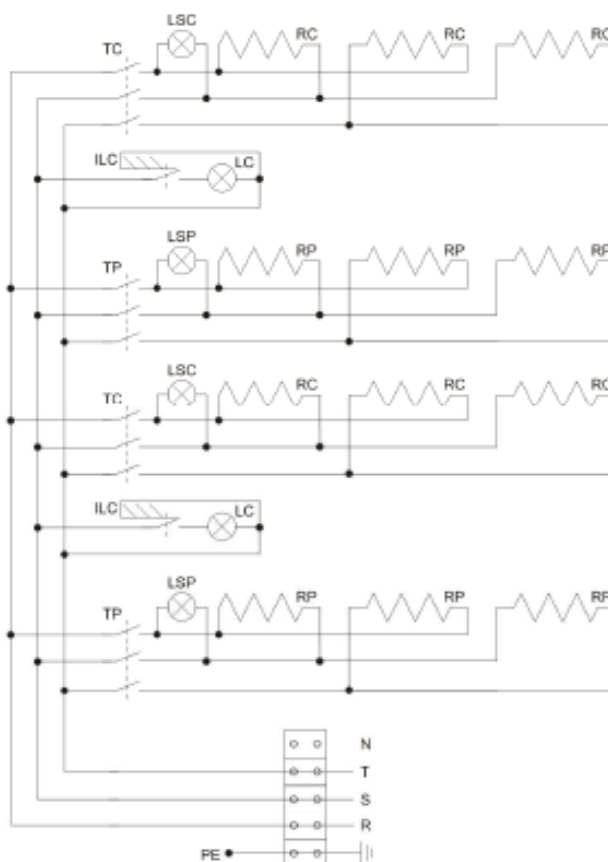 LSC
TC RC RC RC
ILC LC
LSP
TP RP RP RP
LSC
TC RC RC RC
ILC LC
LSP
TP RP RP RP
N
T
S
R
PE